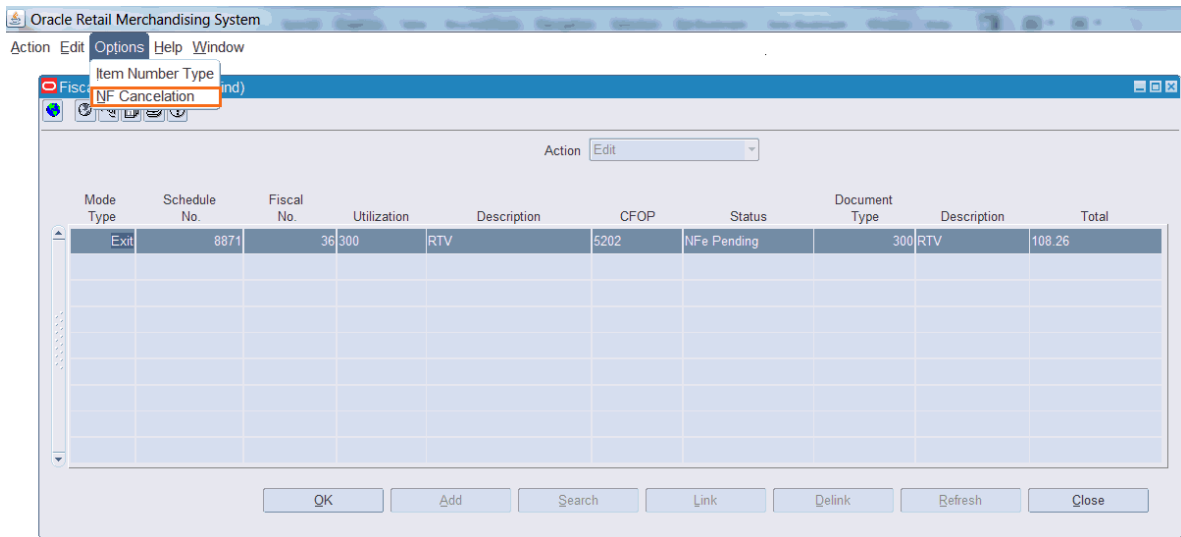 Oracle Retail Merchandising System
Action Edit Options Help Window
Item Number Type
Fisc ind)
NF Cancelation
Action Edit
Mode Type Schedule No. Fiscal No. Utilization Description CFOP Status Document Type Description Total
Exit 8871 36 300 RTV 5202 NFe Pending 300 RTV 108.26
OK Add Search Link Delink Refresh Close